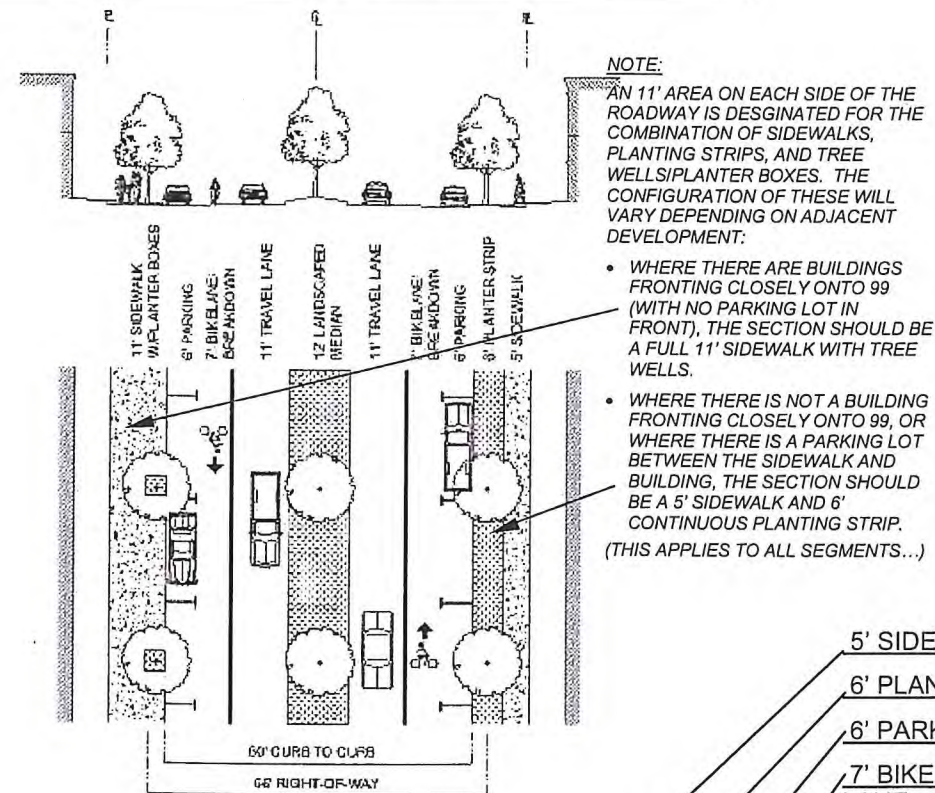 NOTE:
AN 11' AREA ON EACH SIDE OF THE
ROADWAY IS DESGINATED FOR THE
COMBINATION OF SIDEWALKS,
PLANTING STRIPS, AND TREE
WELLS/PLANTER BOXES. THE
CONFIGURATION OF THESE WILL
VARY DEPENDING ON ADJACENT
DEVELOPMENT:
• WHERE THERE ARE BUILDINGS
FRONTING CLOSELY ONTO 99
(WITH NO PARKING LOT IN
FRONT), THE SECTION SHOULD BE
A FULL 11' SIDEWALK WITH TREE
WELLS.
• WHERE THERE IS NOT A BUILDING
FRONTING CLOSELY ONTO 99, OR
WHERE THERE IS A PARKING LOT
BETWEEN THE SIDEWALK AND
BUILDING, THE SECTION SHOULD
BE A 5' SIDEWALK AND 6'
CONTINUOUS PLANTING STRIP.
(THIS APPLIES TO ALL SEGMENTS...)
11' SIDEWALK
W/PLANTER BOXES
6' PARKING
7' BIKELANE/
BREAKDOWN
11' TRAVEL LANE
12' LANDSCAPED
MEDIAN
11' TRAVEL LANE
BIKELANE/
BREAKDOWN
6' PARKING
6' PLANTER STRIP
5' SIDEWALK
60' CURB TO CURB
66' RIGHT-OF-WAY
5' SIDE
6' PLAN
6' PARK
7' BIKE